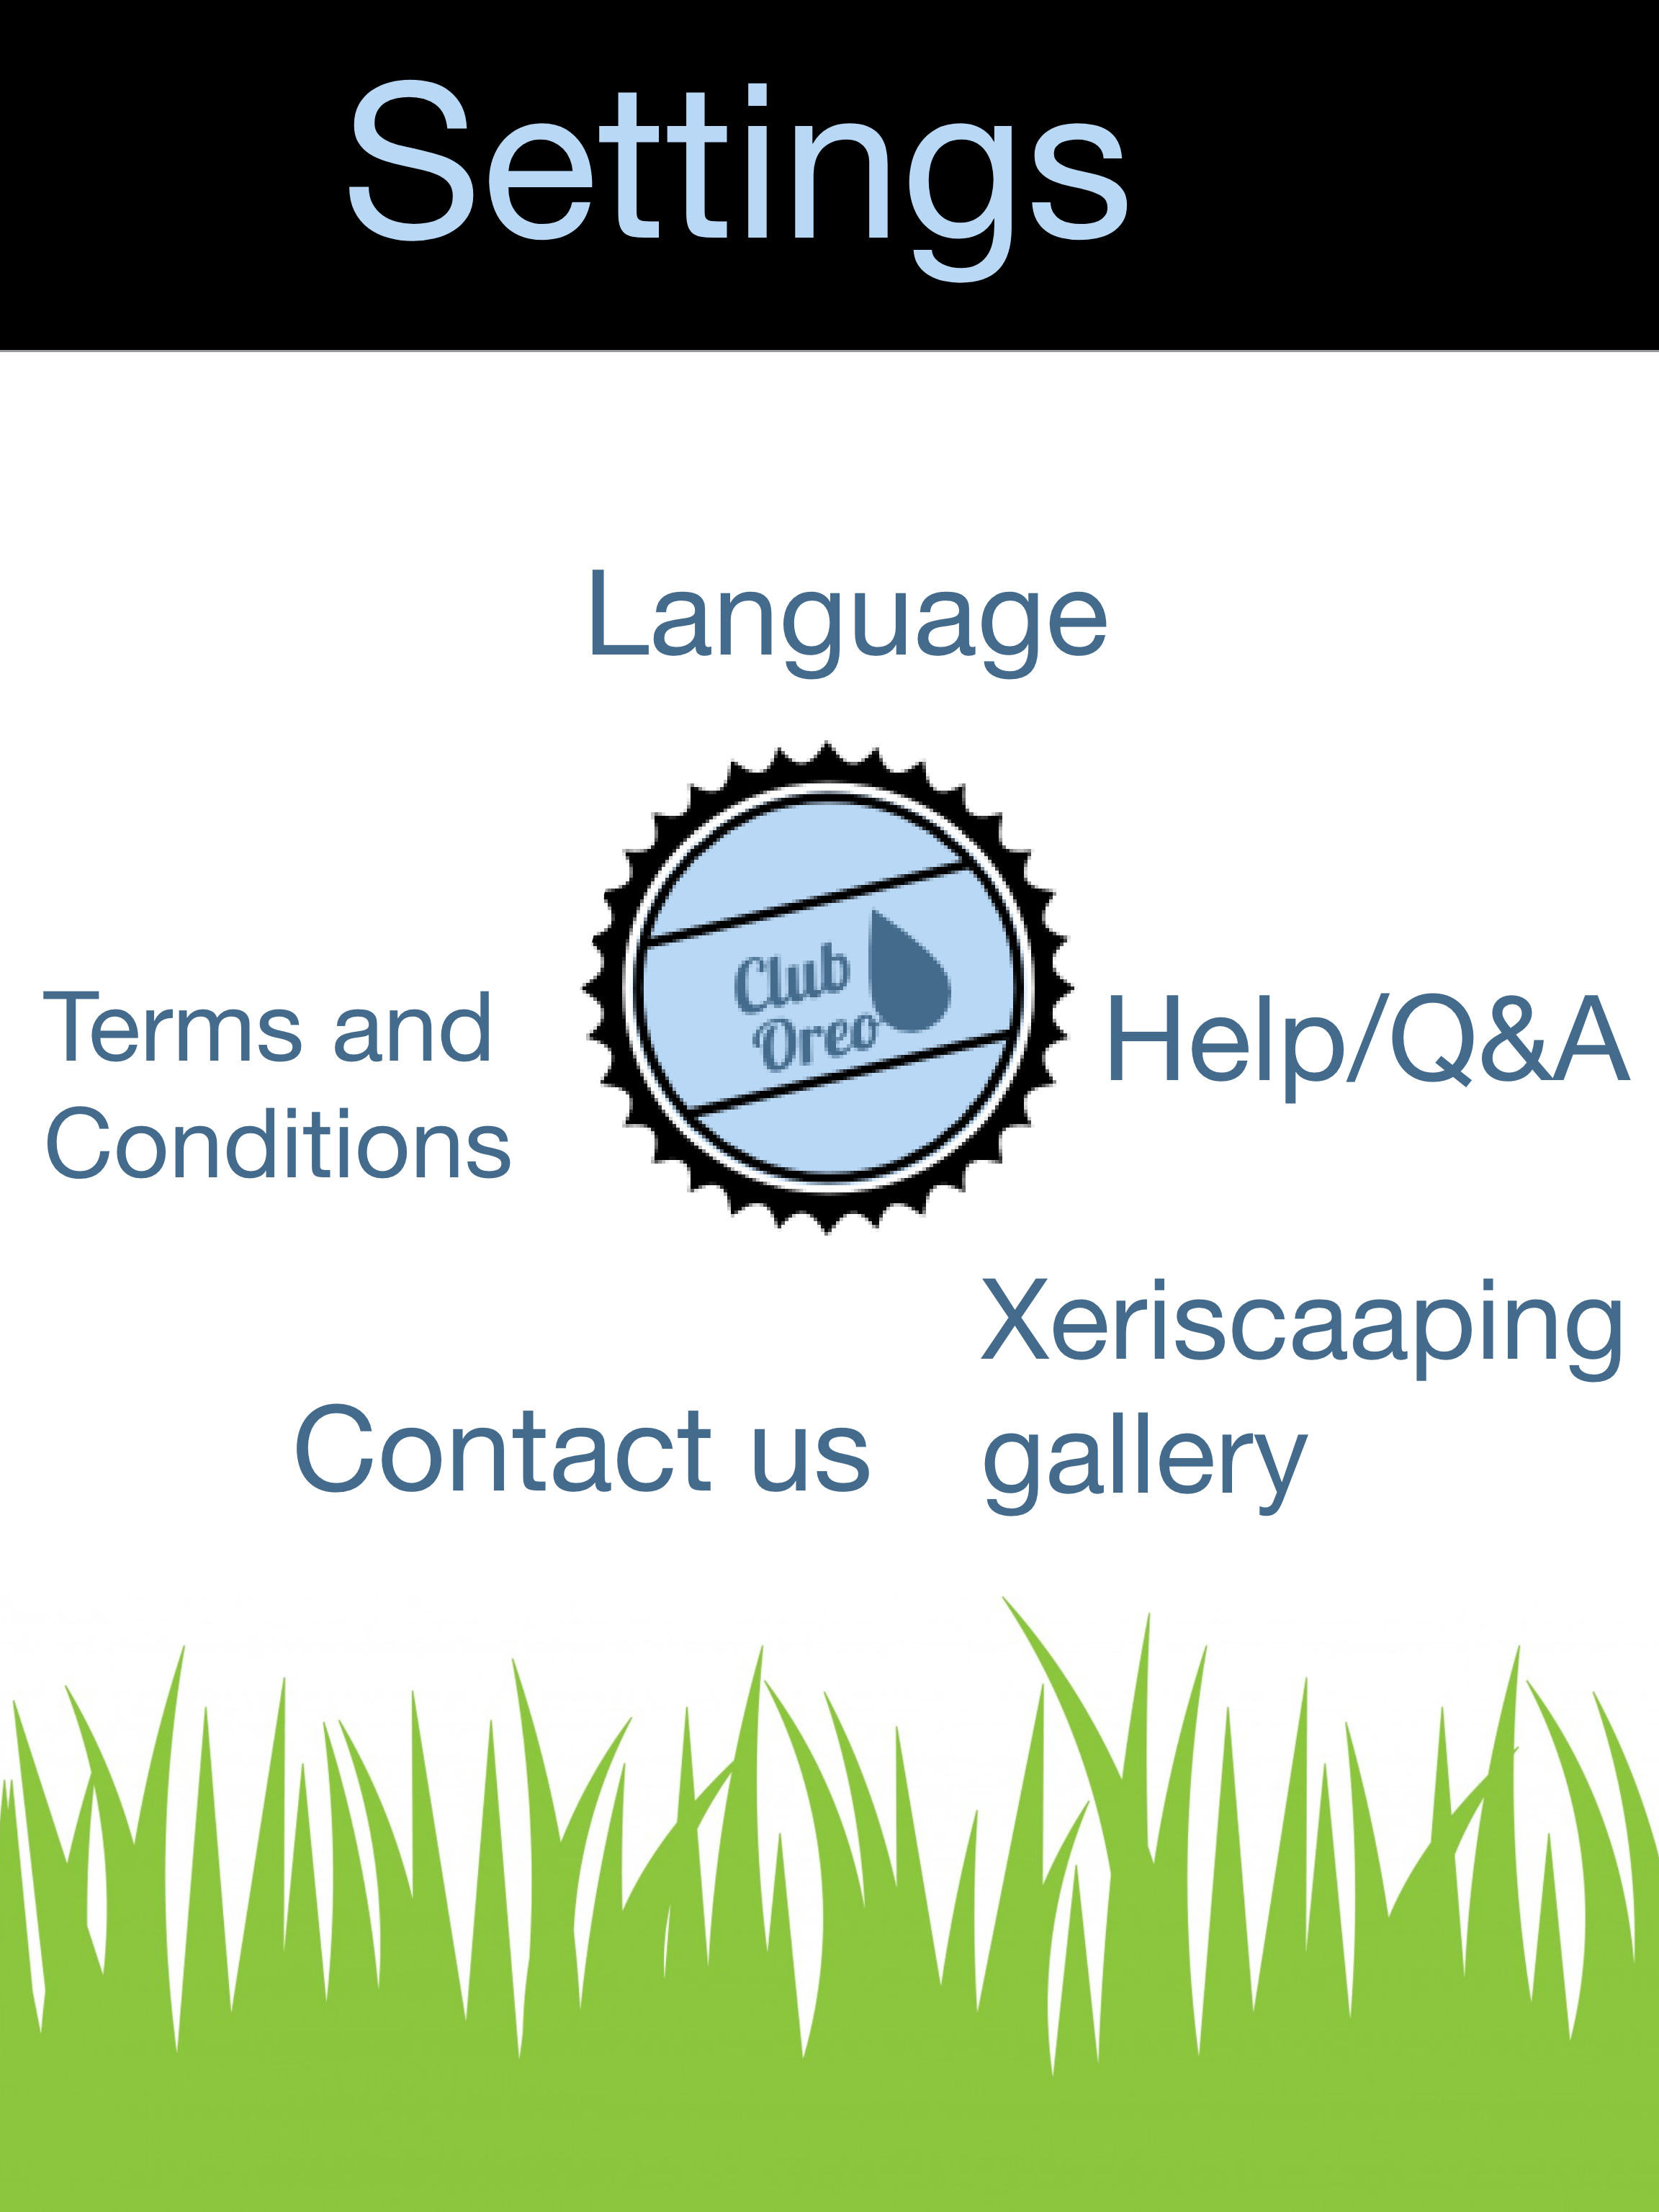 Settings
Language
Club
Oreo
Terms and
Conditions
Help/Q&A
Xeriscaaping
gallery
Contact us